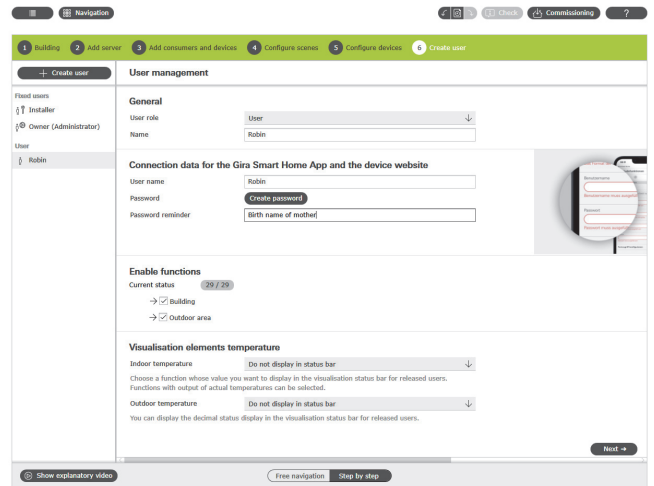 Navigation
Check
Commissioning
?
1 Building
2 Add server
3 Add consumers and devices
4 Configure scenes
5 Configure devices
6 Create user
+ Create user
User management
Fixed users
Installer
Owner (Administrator)
User
Robin
General
User role User
Name Robin
Connection data for the Gira Smart Home App and the device website
User name Robin
Password Create password
Password reminder Birth name of mother
Benutzername
Passwort
Enable functions
Current status 29 / 29
Building
Outdoor area
Visualisation elements temperature
Indoor temperature Do not display in status bar
Choose a function whose value you want to display in the visualisation status bar for released users.
Functions with output of actual temperatures can be selected.
Outdoor temperature Do not display in status bar
You can display the decimal status display in the visualisation status bar for released users.
Next
Show explanatory video
Free navigation Step by step